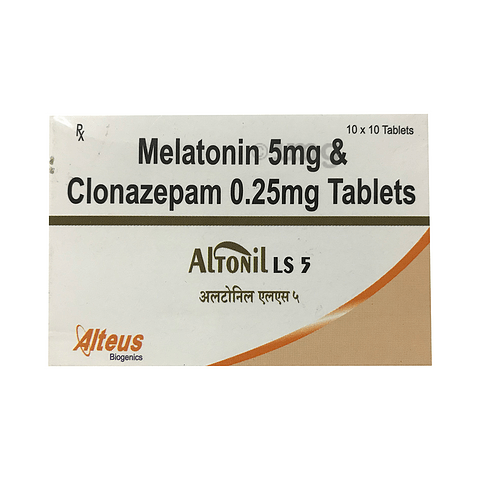 Rx
10 x 10 Tablets
Melatonin 5mg &
Clonazepam 0.25mg Tablets
ALTONIL LS 5
अलटोनिल एलएस ५
Alteus
Biogenics